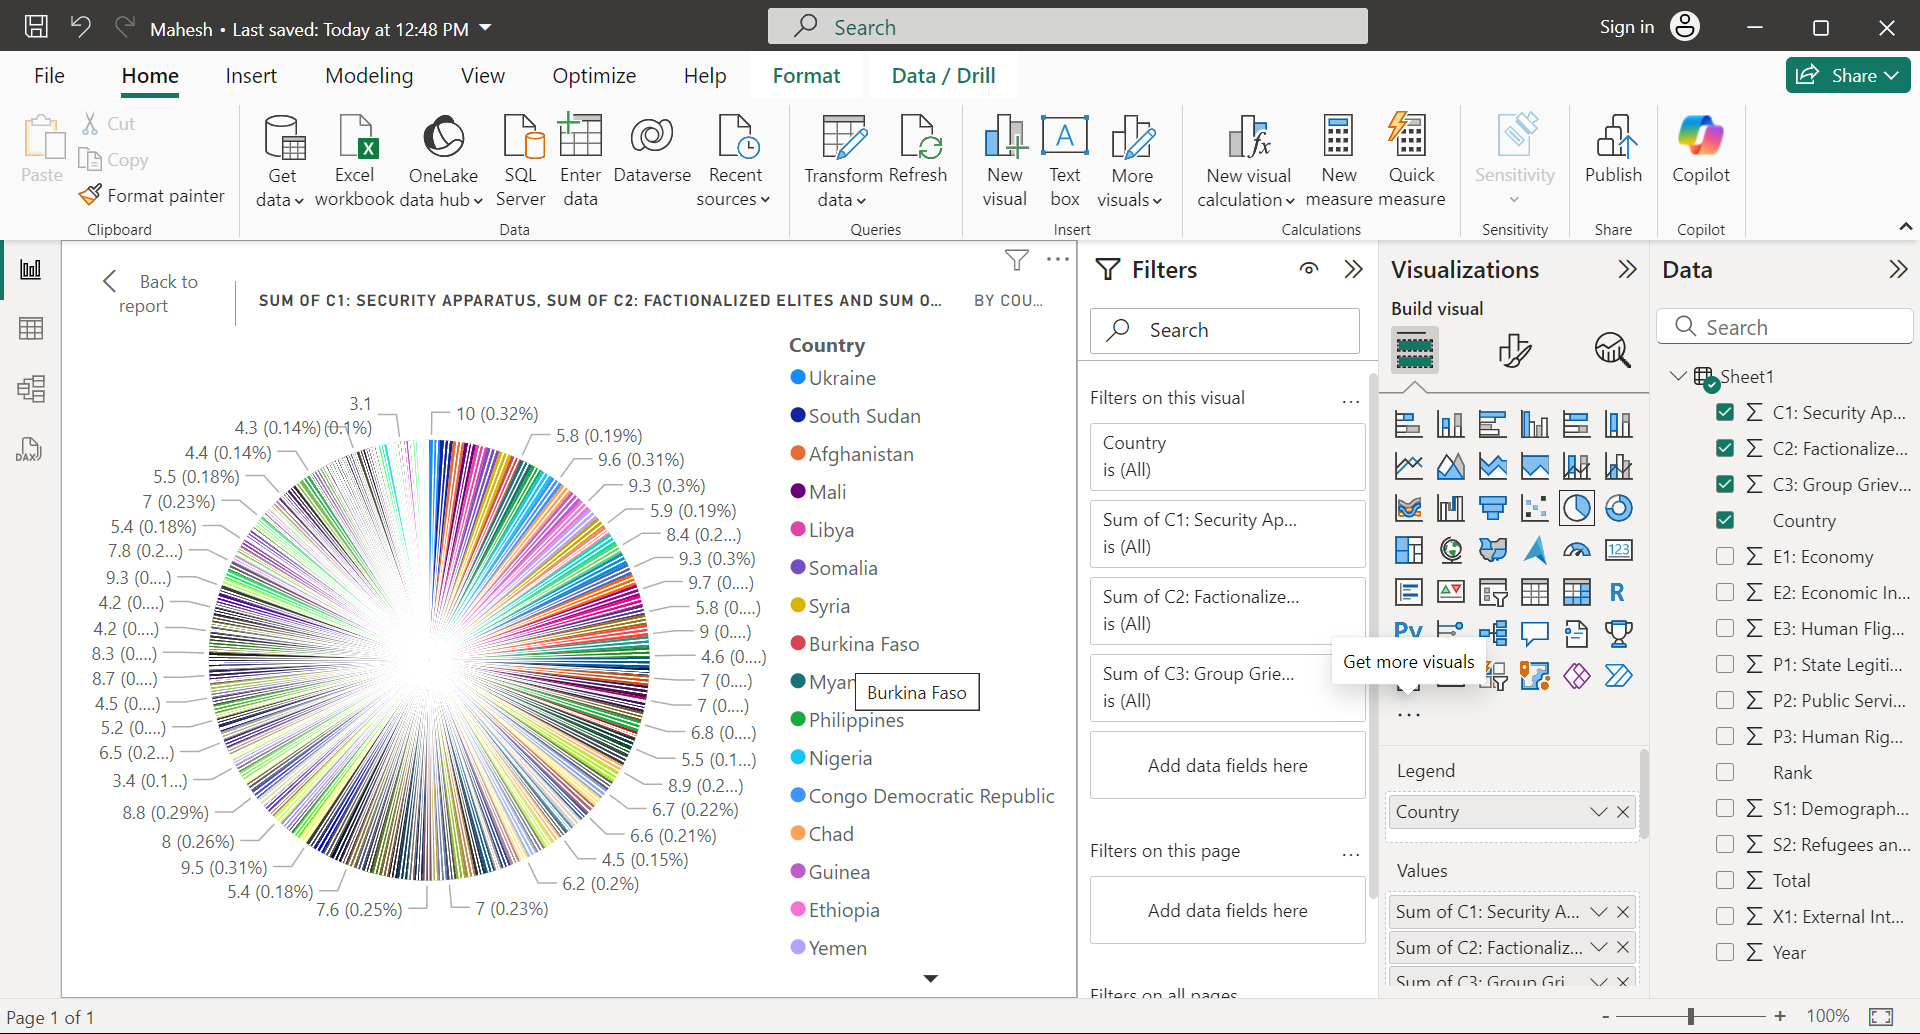 Mahesh • Last saved: Today at 12:48 PM
Search
Sign in
File
Home
Insert
Modeling
View
Optimize
Help
Format
Data / Drill
Share
Paste
Cut
Copy
Format painter
Clipboard
Get data
Excel workbook
OneLake data hub
SQL Server
Enter data
Dataverse
Recent sources
Data
Transform data
Refresh
Queries
New visual
Text box
More visuals
Insert
New visual calculation
New measure
Quick measure
Calculations
Sensitivity
Sensitivity
Publish
Share
Copilot
Copilot
Back to
report
SUM OF C1: SECURITY APPARATUS, SUM OF C2: FACTIONALIZED ELITES AND SUM O...
BY COU...
3.1
(0.1%)
4.3 (0.14%)
4.4 (0.14%)
5.5 (0.18%)
7 (0.23%)
5.4 (0.18%)
7.8 (0.2...)
9.3 (0....)
4.2 (0....)
4.2 (0....)
8.3 (0....)
8.7 (0....)
4.5 (0....)
5.2 (0....)
6.5 (0.2...)
3.4 (0.1...)
8.8 (0.29%)
8 (0.26%)
9.5 (0.31%)
5.4 (0.18%)
7.6 (0.25%)
10 (0.32%)
5.8 (0.19%)
9.6 (0.31%)
9.3 (0.3%)
5.9 (0.19%)
8.4 (0.2...)
9.3 (0.3%)
9.7 (0....)
5.8 (0....)
9 (0....)
4.6 (0....)
7 (0....)
7 (0....)
6.8 (0....)
5.5 (0.1...)
8.9 (0.2...)
6.7 (0.22%)
6.6 (0.21%)
4.5 (0.15%)
6.2 (0.2%)
7 (0.23%)
Country
Ukraine
South Sudan
Afghanistan
Mali
Libya
Somalia
Syria
Burkina Faso
Myan
Burkina Faso
Philippines
Nigeria
Congo Democratic Republic
Chad
Guinea
Ethiopia
Yemen
Filters
Search
Filters on this visual
...
Country
is (All)
Sum of C1: Security Ap...
is (All)
Sum of C2: Factionalize...
is (All)
Sum of C3: Group Grie...
is (All)
Add data fields here
Filters on this page
...
Add data fields here
Filters on all pages
Visualizations
Build visual
123
R
Py
Get more visuals
...
Legend
Country
Values
Sum of C1: Security A...
Sum of C2: Factionaliz...
Sum of C3: Group Gri...
Data
Search
Sheet1
C1: Security Ap...
C2: Factionalize...
C3: Group Griev...
Country
E1: Economy
E2: Economic In...
E3: Human Flig...
P1: State Legiti...
P2: Public Servi...
P3: Human Rig...
Rank
S1: Demograph...
S2: Refugees an...
Total
X1: External Int...
Year
DAX
Page 1 of 1
- + 100%